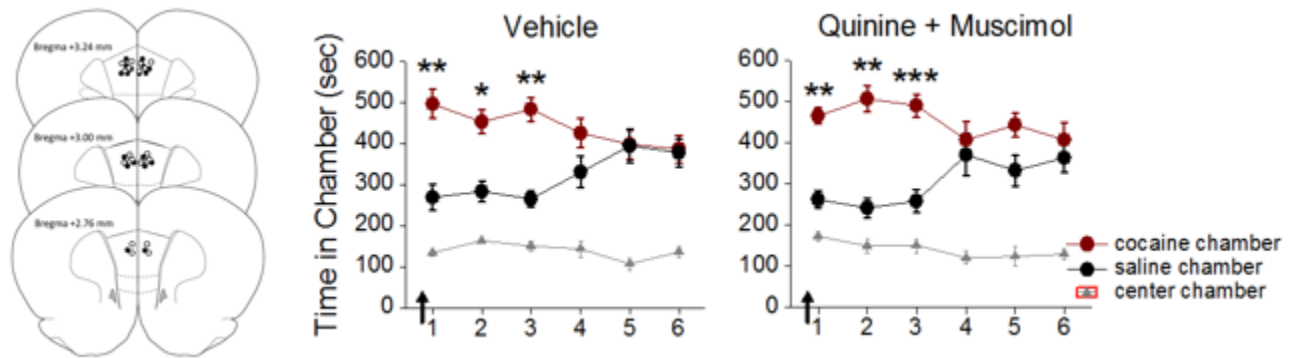 Bregma +3.24 mm
Bregma +3.00 mm
Bregma +2.76 mm
Vehicle
Time in Chamber (sec)
600
500
400
300
200
100
0
** * **
1 2 3 4 5 6
Quinine + Muscimol
600
500
400
300
200
100
0
** ** ***
1 2 3 4 5 6
cocaine chamber
saline chamber
center chamber